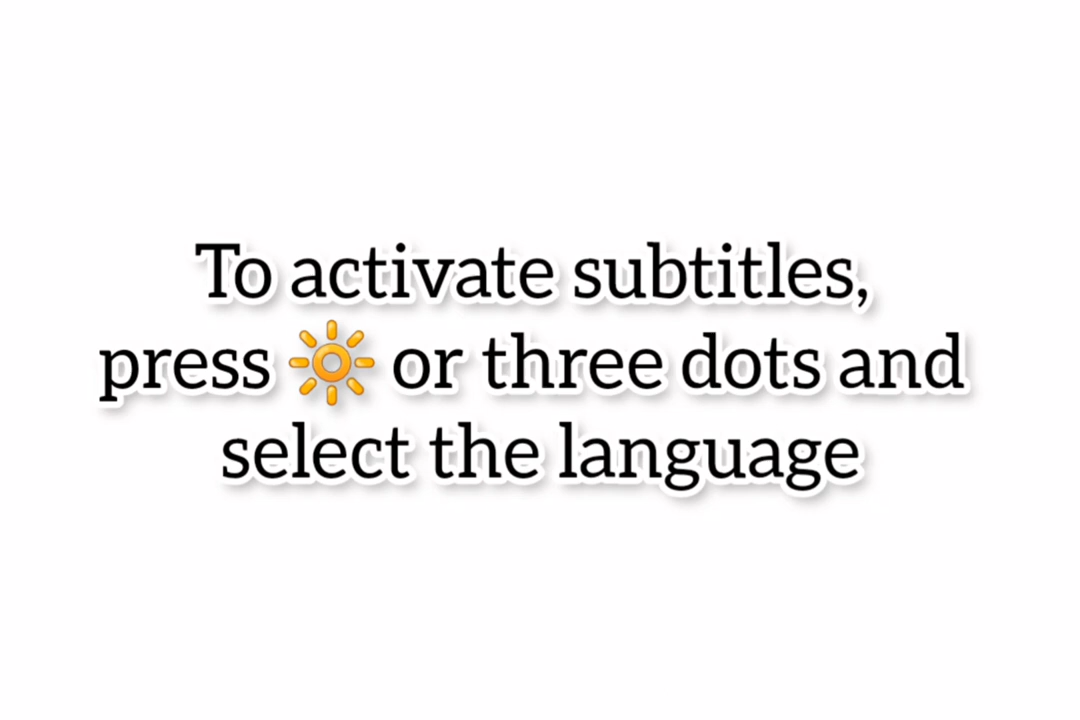 To activate subtitles,
press 🔆 or three dots and
select the language